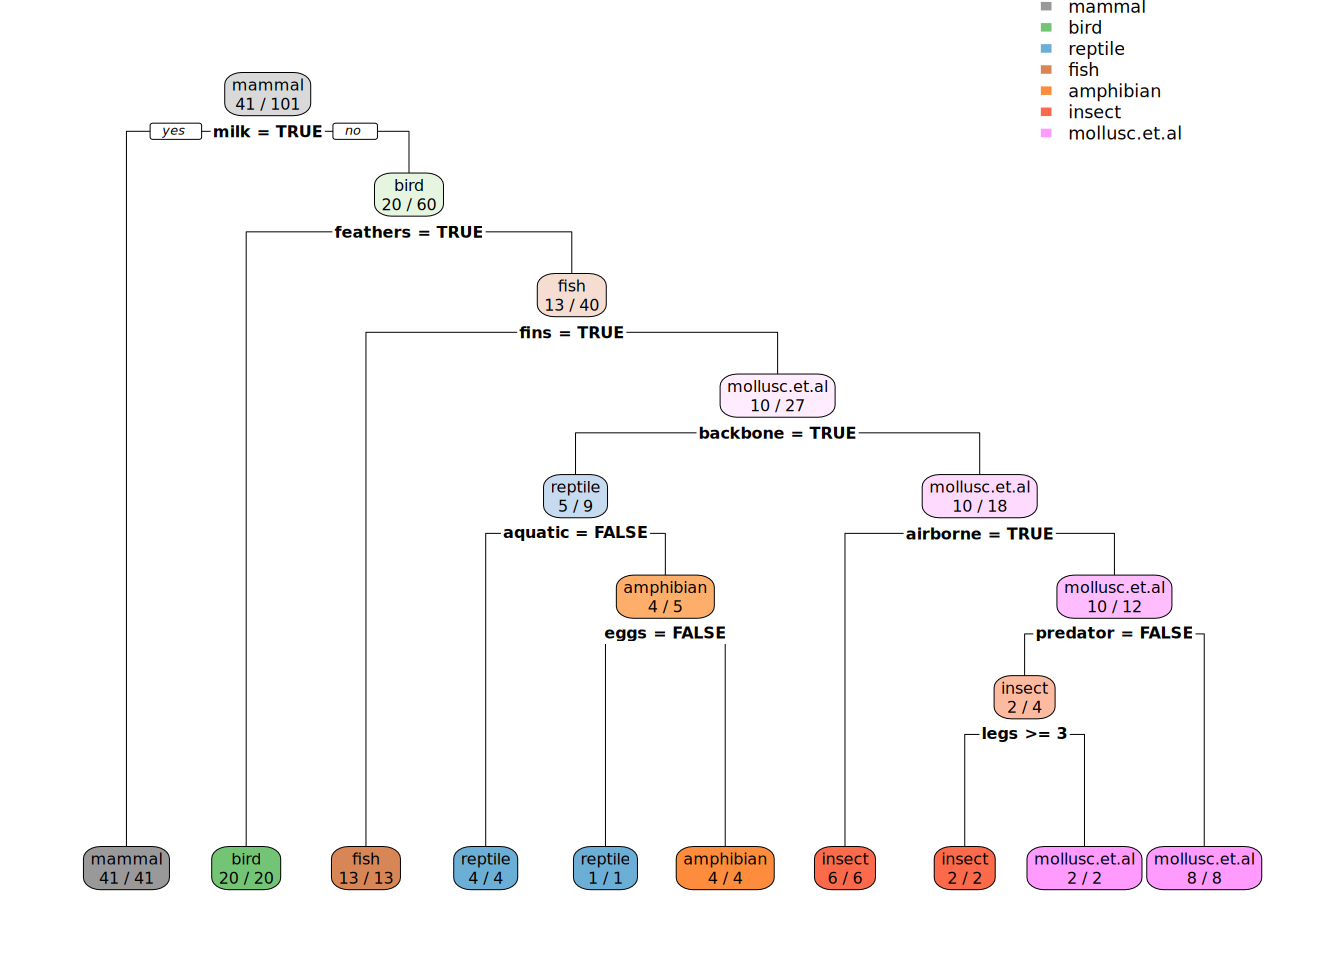 mammal
bird
reptile
fish
amphibian
insect
mollusc.et.al
mammal
41 / 101
yes
milk = TRUE
no
bird
20 / 60
feathers = TRUE
fish
13 / 40
fins = TRUE
mollusc.et.al
10 / 27
backbone = TRUE
reptile
5 / 9
mollusc.et.al
10 / 18
aquatic = FALSE
airborne = TRUE
amphibian
4 / 5
mollusc.et.al
10 / 12
eggs = FALSE
predator = FALSE
insect
2 / 4
legs >= 3
mammal
41 / 41
bird
20 / 20
fish
13 / 13
reptile
4 / 4
reptile
1 / 1
amphibian
4 / 4
insect
6 / 6
insect
2 / 2
mollusc.et.al
2 / 2
mollusc.et.al
8 / 8